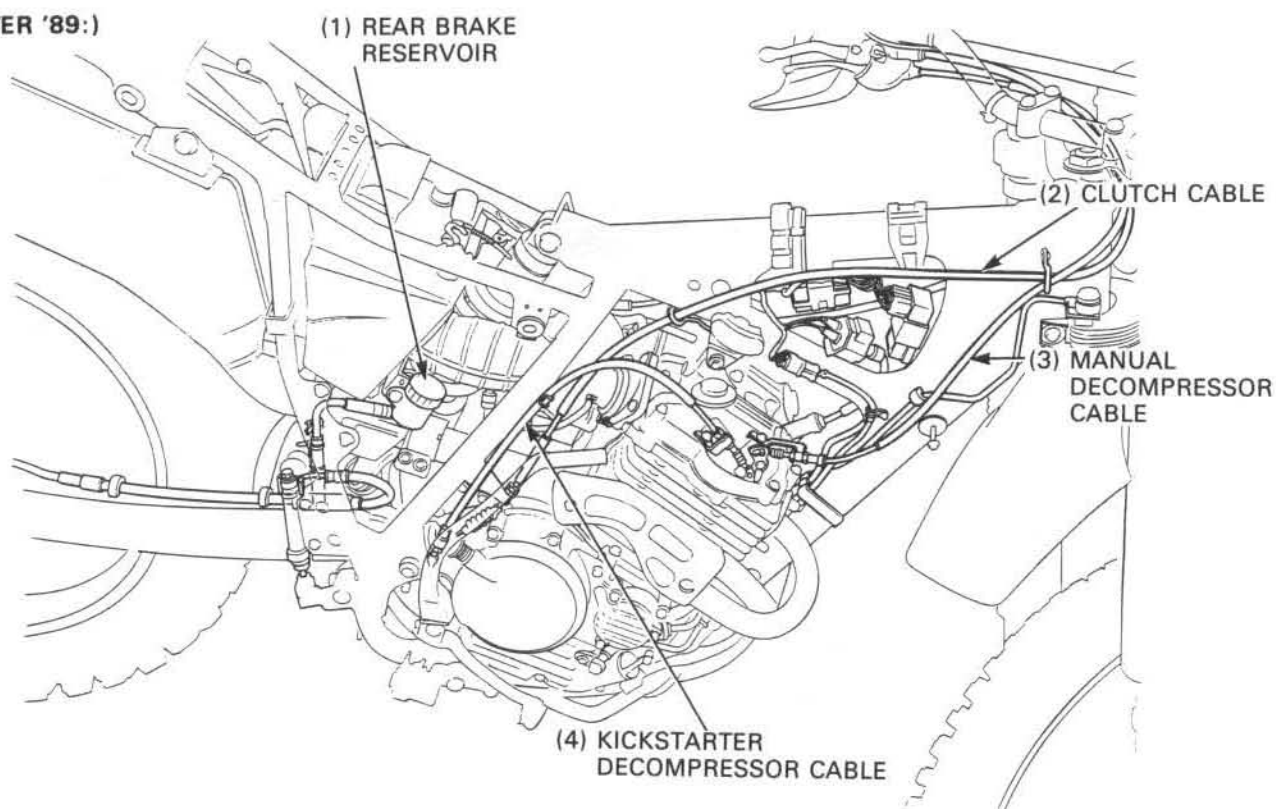 ER '89:)
(1) REAR BRAKE
RESERVOIR
(2) CLUTCH CABLE
(3) MANUAL
DECOMPRESSOR
CABLE
(4) KICKSTARTER
DECOMPRESSOR CABLE